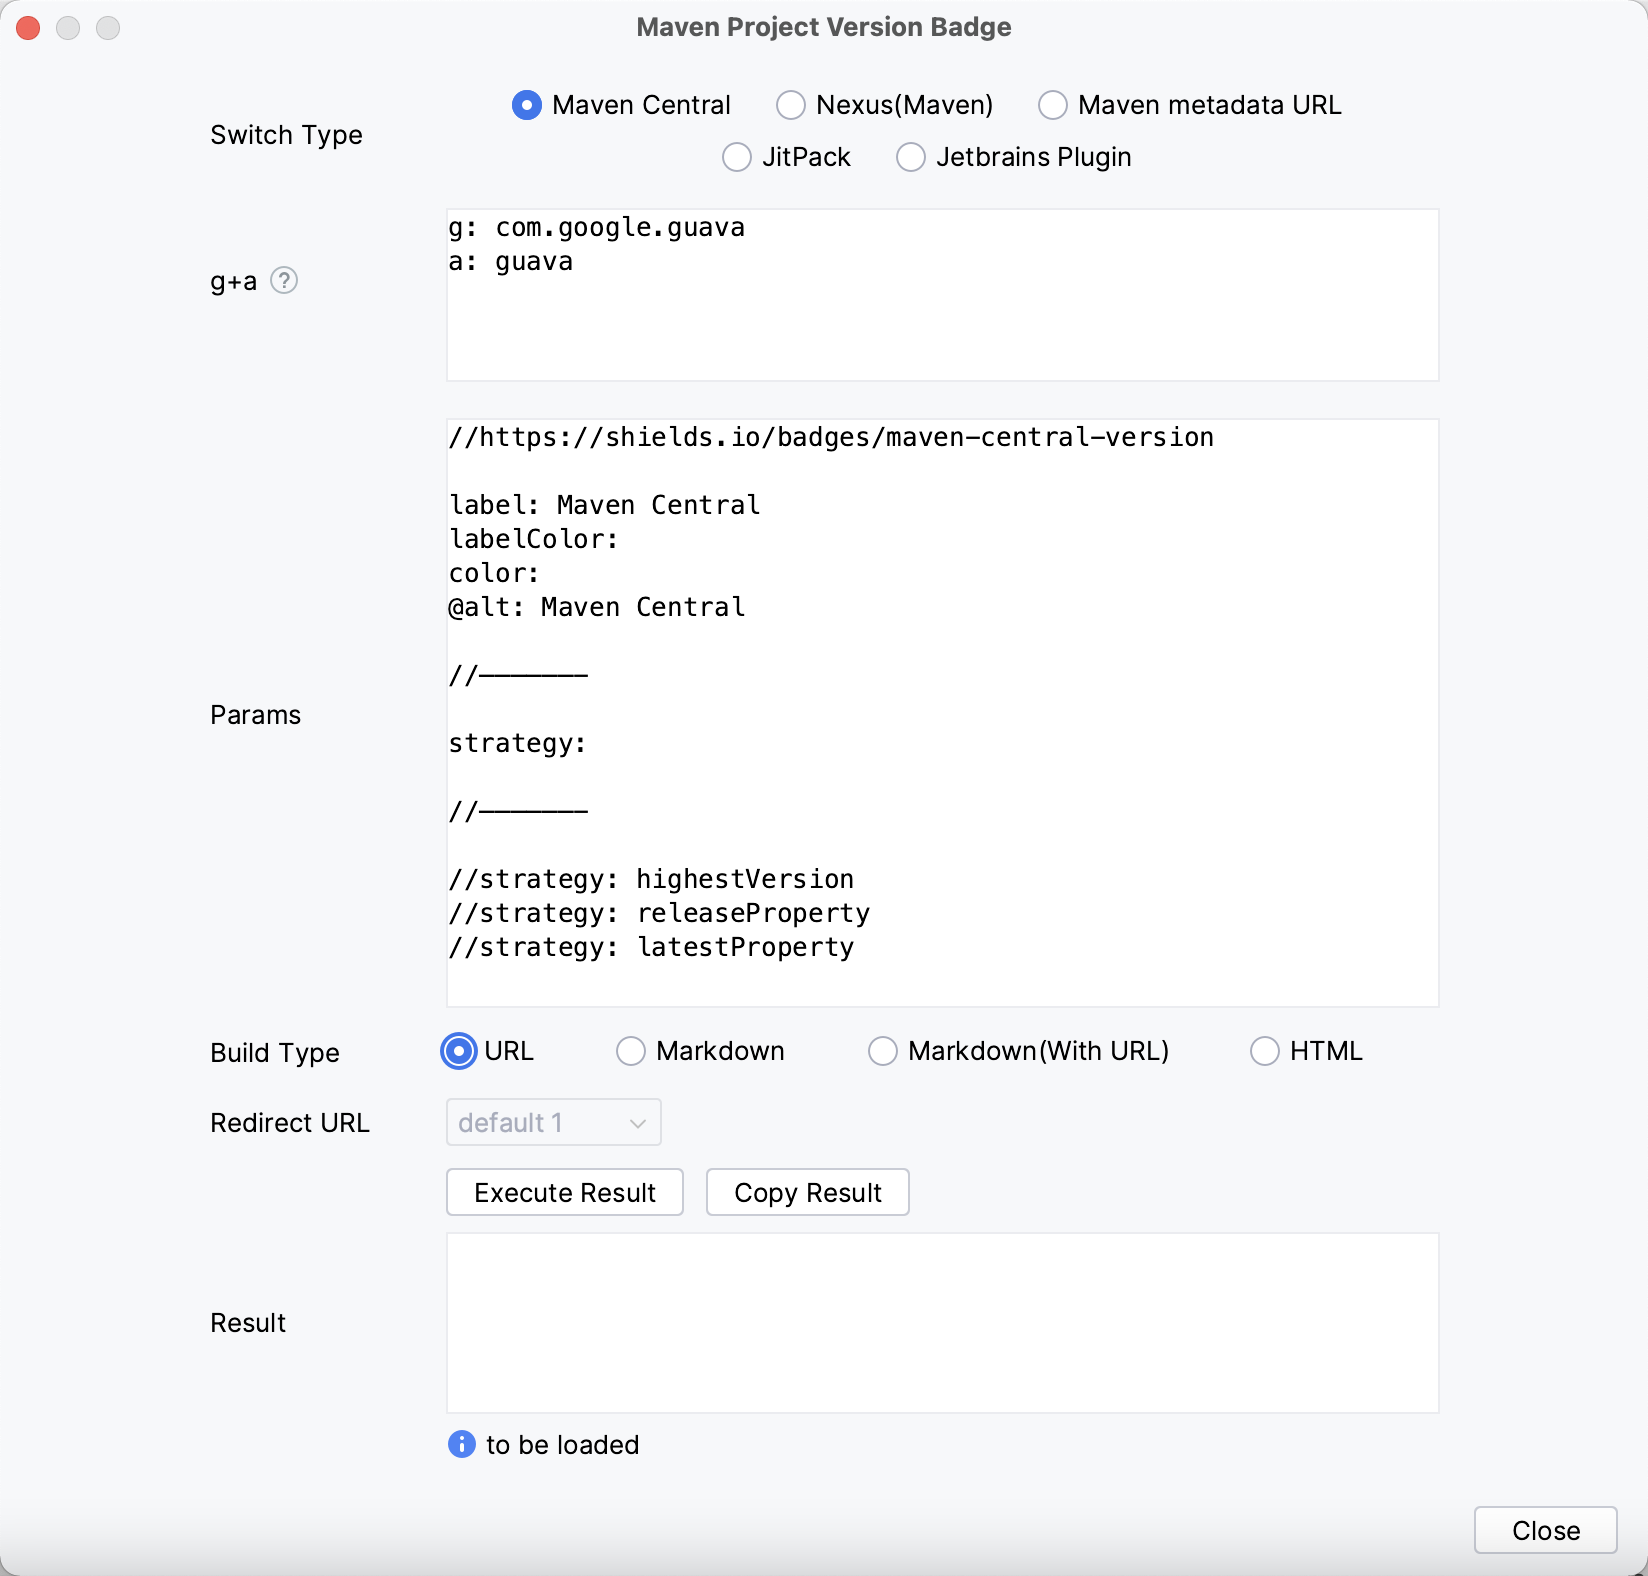 Maven Project Version Badge
Switch Type
Maven Central Nexus(Maven) Maven metadata URL
JitPack Jetbrains Plugin
g+a ?
g: com.google.guava
a: guava
Params
//https://shields.io/badges/maven-central-version
label: Maven Central
labelColor:
color:
@alt: Maven Central
//-------
strategy:
//-------
//strategy: highestVersion
//strategy: releaseProperty
//strategy: latestProperty
Build Type URL Markdown Markdown(With URL) HTML
Redirect URL default 1
Execute Result Copy Result
Result
to be loaded
Close